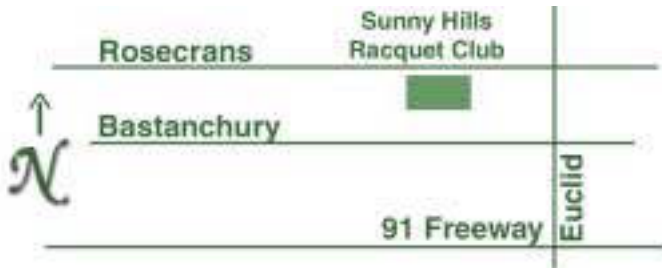 Sunny Hills
Racquet Club
Rosecrans
Bastanchury
N
91 Freeway
Euclid